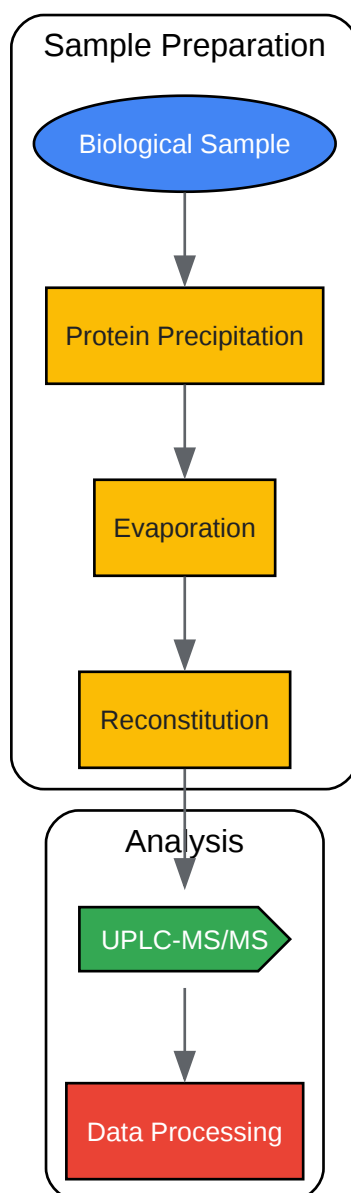 Sample Preparation
Biological Sample
Protein Precipitation
Evaporation
Reconstitution
Analysis
UPLC-MS/MS
Data Processing